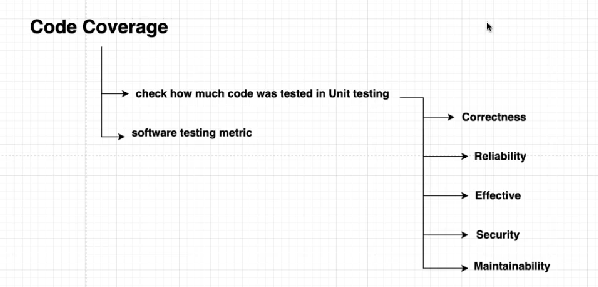 Code Coverage
check how much code was tested in Unit testing
software testing metric
Correctness
Reliability
Effective
Security
Maintainability